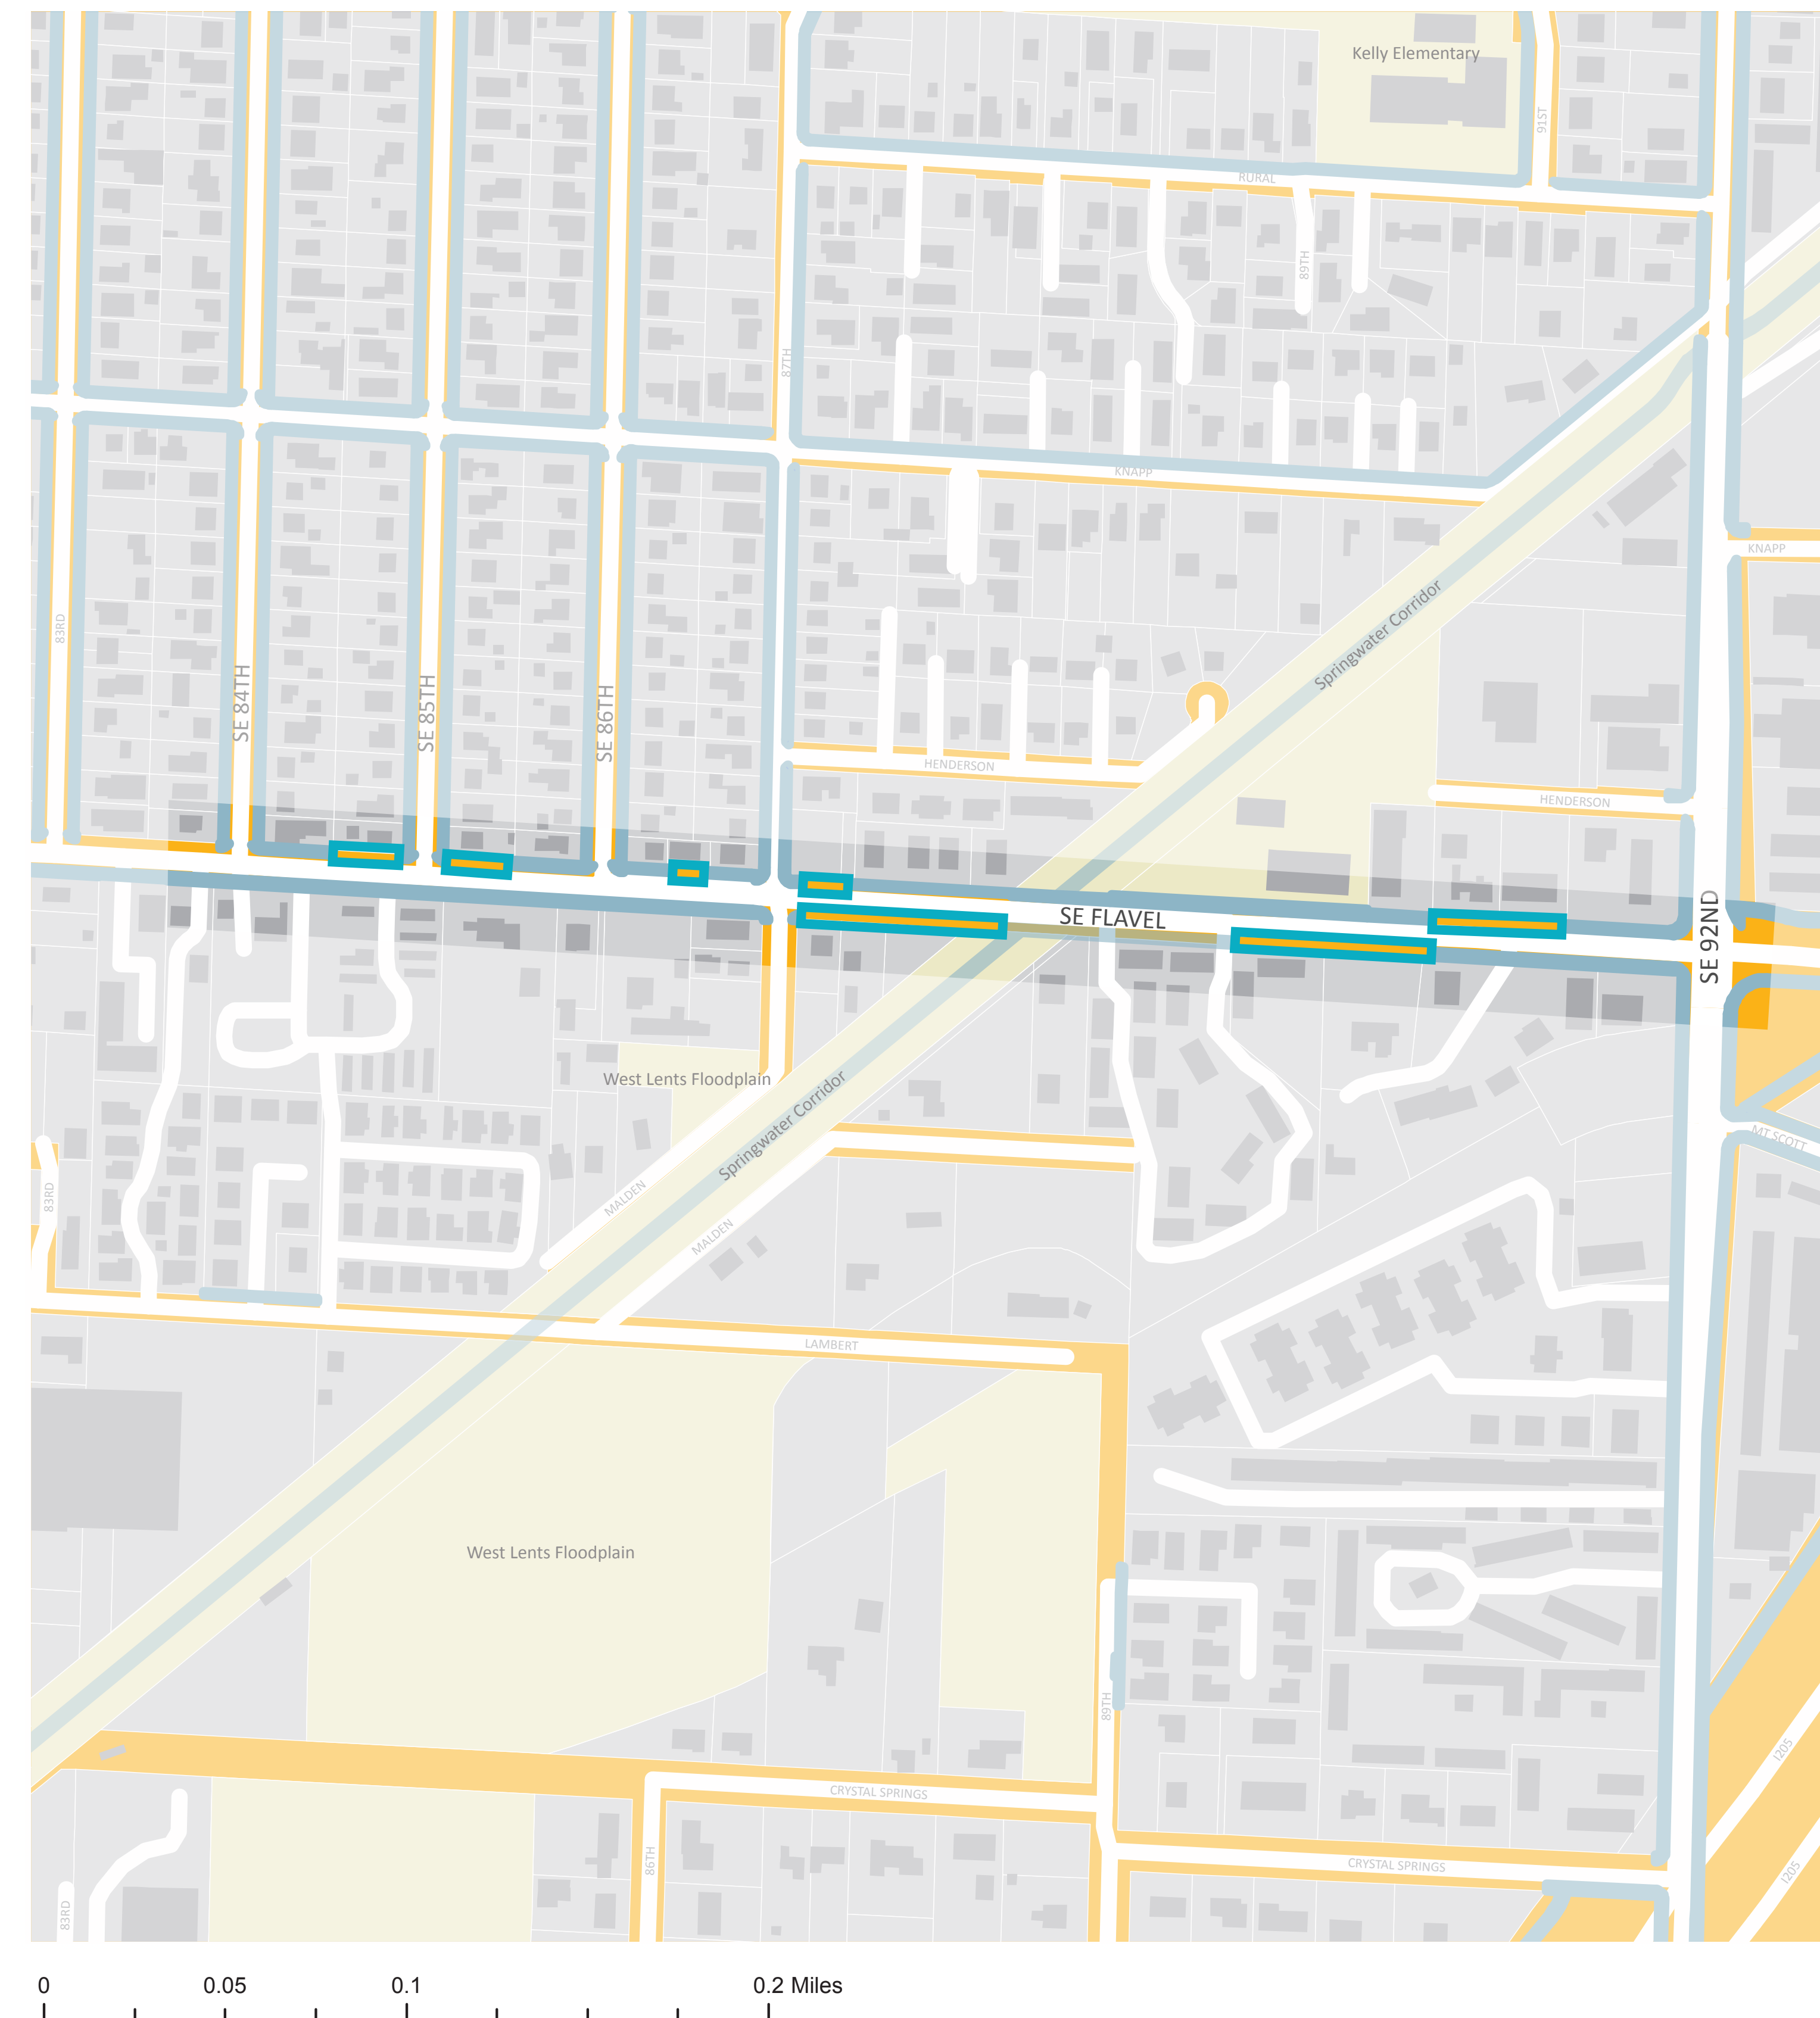 Kelly Elementary
91ST
RURAL
89TH
87TH
KNAPP
KNAPP
Springwater Corridor
83RD
SE 84TH
SE 85TH
SE 86TH
HENDERSON
HENDERSON
SE FLAVEL
SE 92ND
West Lents Floodplain
Springwater Corridor
MT SCOTT
83RD
MALDEN
MALDEN
LAMBERT
West Lents Floodplain
89TH
I205
CRYSTAL SPRINGS
86TH
CRYSTAL SPRINGS
I205
83RD
0 0.05 0.1 0.2 Miles